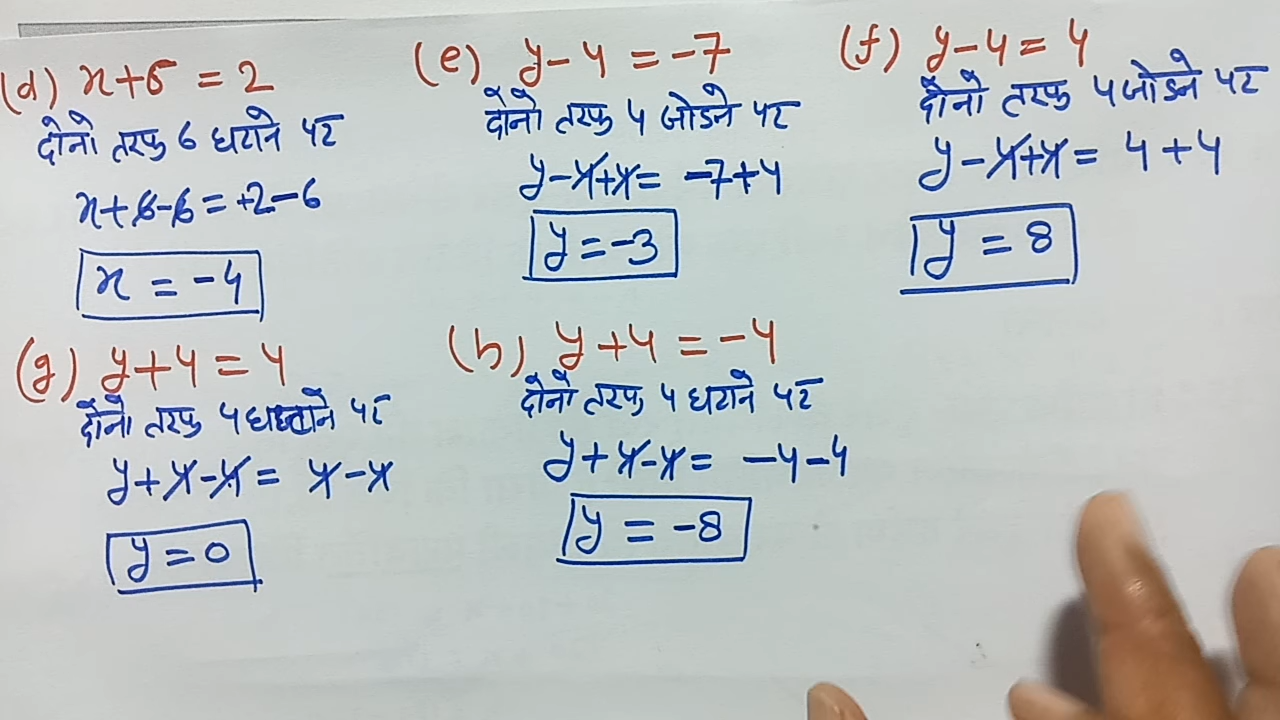 (d) x+6 = 2
दोनो तरफ 6 घटाने पर
x+6-6 = +2-6
x = -4
(e) y-4 = -7
दोनो तरफ 4 जोडने पर
y-4+4 = -7+4
y = -3
(f) y-4 = 4
दोनो तरफ 4 जोडने पर
y-4+4 = 4+4
y = 8
(g) y+4 = 4
दोनो तरफ 4 घटाने पर
y+4-4 = 4-4
y = 0
(h) y+4 = -4
दोनो तरफ 4 घटाने पर
y+4-4 = -4-4
y = -8